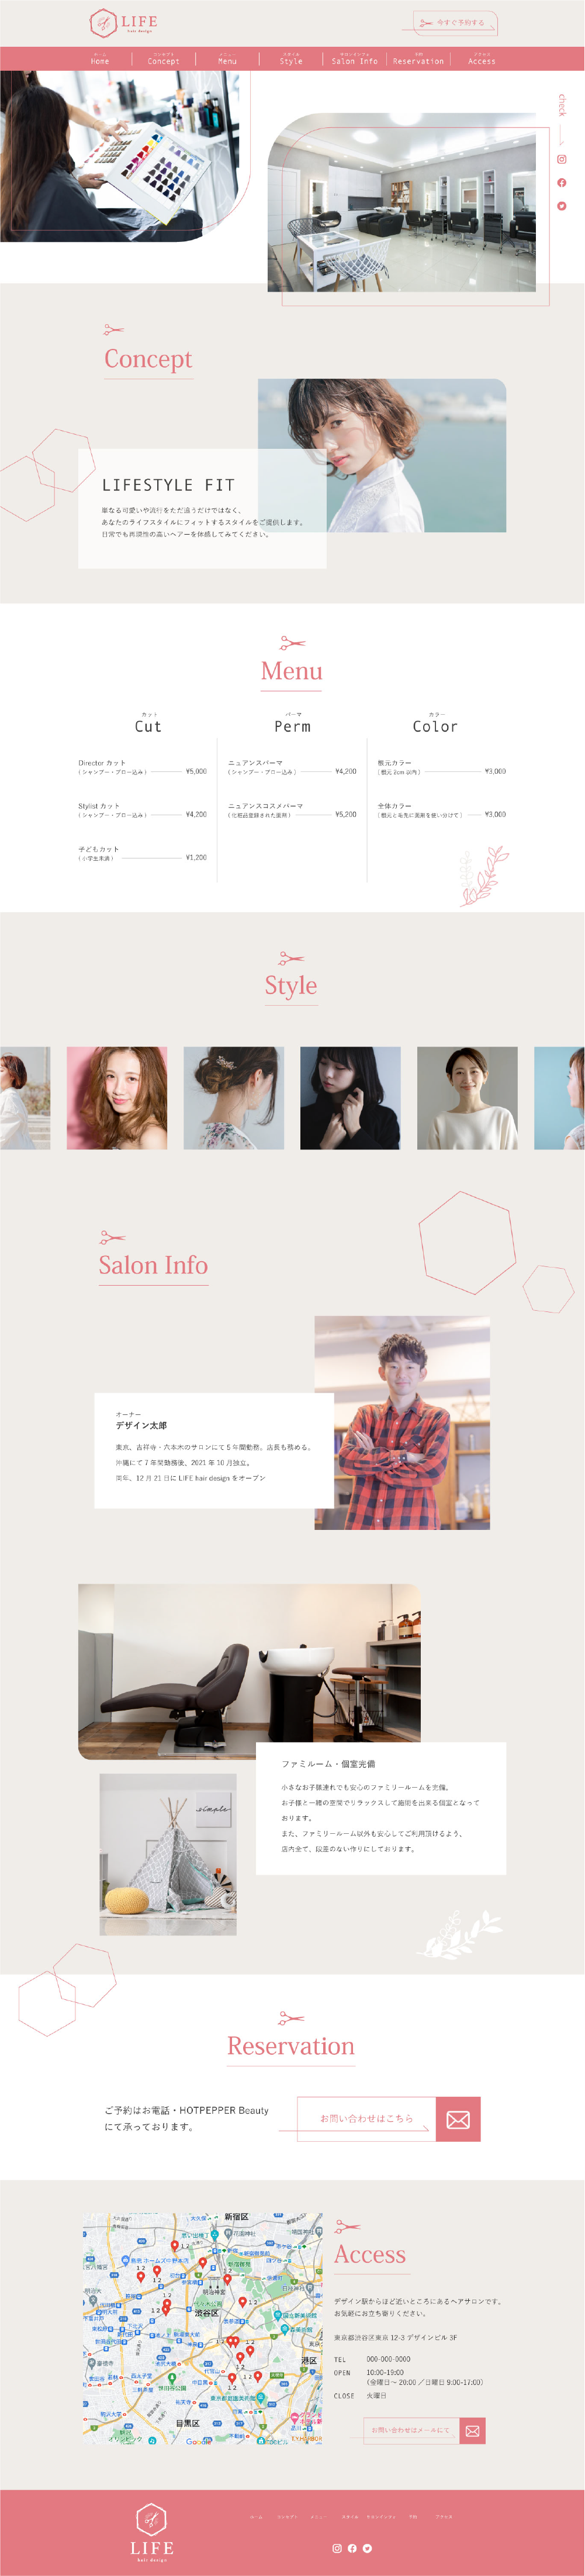 LIFE
hair design
今すぐ予約する
ホーム
Home
コンセプト
Concept
メニュー
Menu
スタイル
Style
サロンインフォ
Salon Info
予約
Reservation
アクセス
Access
check
Concept
LIFESTYLE FIT
単なる可愛いや流行をただ追うだけではなく、
あなたのライフスタイルにフィットするスタイルをご提供します。
日常でも再現性の高いヘアーを体感してみてください。
Menu
カット
Cut
Director カット
(シャンプー・ブロー込み) ¥5,000
Stylist カット
(シャンプー・ブロー込み) ¥4,200
子どもカット
(小学生未満) ¥1,200
パーマ
Perm
ニュアンスパーマ
(シャンプー・ブロー込み) ¥4,200
ニュアンスコスメパーマ
(化粧品登録された薬剤) ¥5,200
カラー
Color
根元カラー
[根元 2cm 以内] ¥3,000
全体カラー
[根元と毛先に薬剤を使い分けて] ¥3,000
Style
Salon Info
オーナー
デザイン太郎
東京、吉祥寺・六本木のサロンにて 5 年間勤務。店長も務める。
沖縄にて 7 年間勤務後、2021 年 10 月独立。
同年、12 月 21 日に LIFE hair design をオープン
ファミルーム・個室完備
小さなお子様連れでも安心のファミリールームを完備。
お子様と一緒の空間でリラックスして施術を出来る個室となって
おります。
また、ファミリールーム以外も安心してご利用頂けるよう、
店内全て、段差のない作りにしております。
simple
Reservation
ご予約はお電話・HOTPEPPER Beauty
にて承っております。
お問い合わせはこちら
新宿区
明治神宮
代々木公園
渋谷区
港区
目黒区
Google
Access
デザイン駅からほど近いところにあるヘアサロンです。
お気軽にお立ち寄りください。
東京都渋谷区東京 12-3 デザインビル 3F
TEL 000-000-0000
OPEN 10:00-19:00
(金曜日〜 20:00 ／日曜日 9:00-17:00)
CLOSE 火曜日
お問い合わせはメールにて
LIFE
hair design
ホーム
コンセプト
メニュー
スタイル
サロンインフォ
予約
アクセス